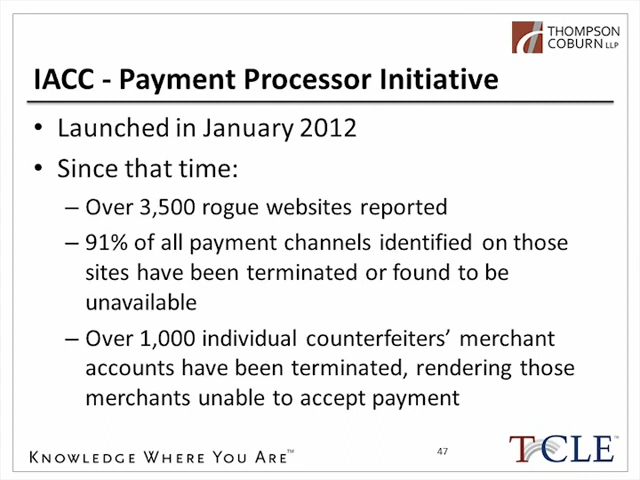 THOMPSON
COBURN LLP
IACC - Payment Processor Initiative
• Launched in January 2012
• Since that time:
– Over 3,500 rogue websites reported
– 91% of all payment channels identified on those
sites have been terminated or found to be
unavailable
– Over 1,000 individual counterfeiters’ merchant
accounts have been terminated, rendering those
merchants unable to accept payment
KNOWLEDGE WHERE YOU ARE™
47
TCCLE™